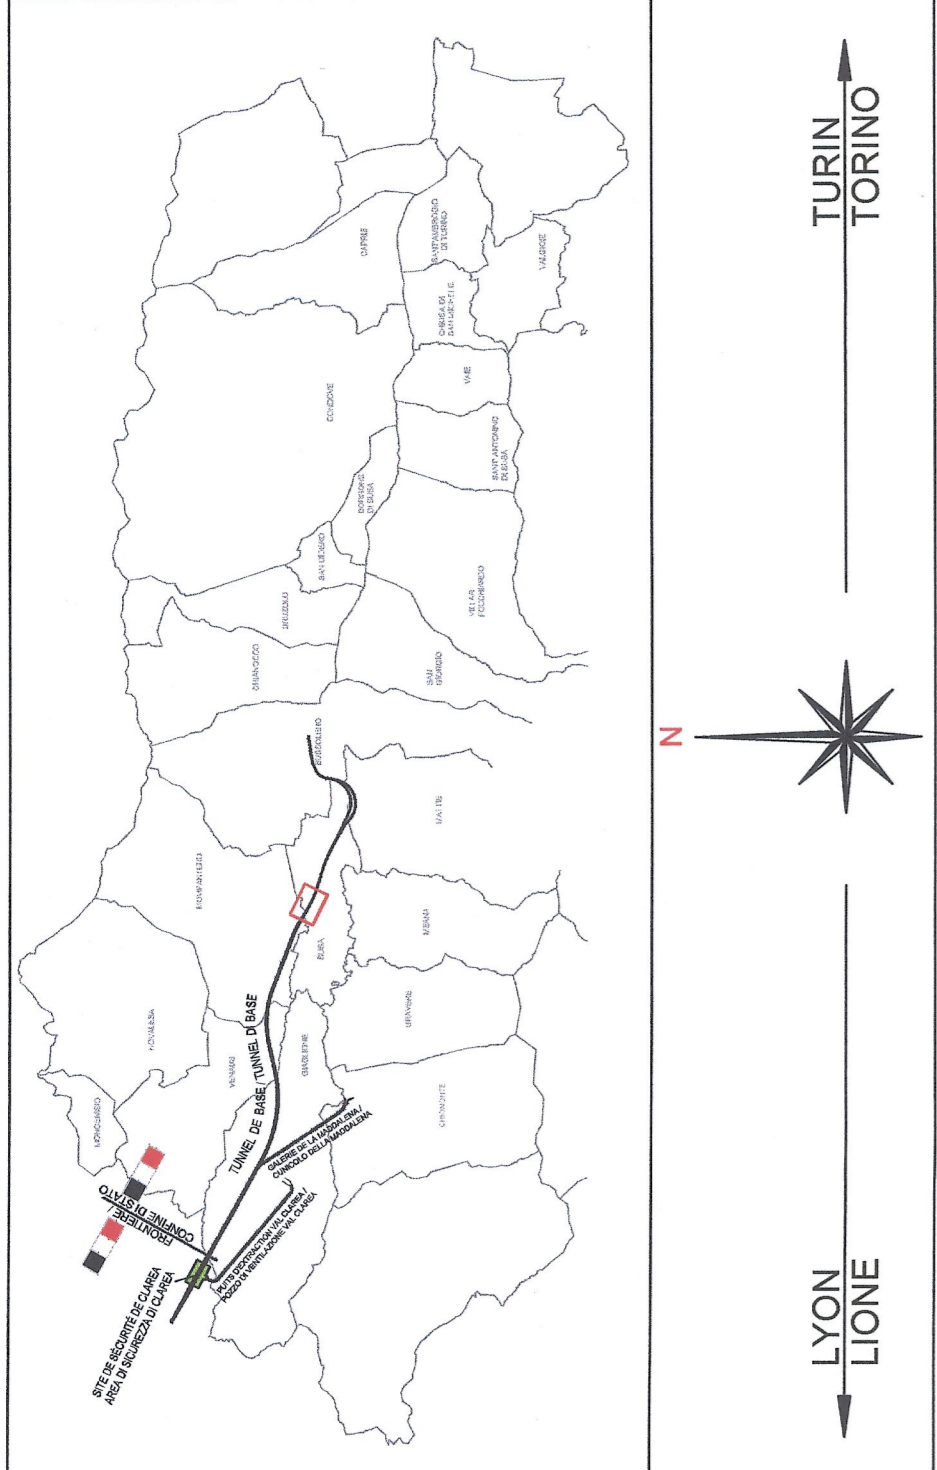 SITE DE SÉCURITÉ DE CLAREA
AREA DI SICUREZZA DI CLAREA
FRONTIERE /
CONFINE DI STATO
MONCENISIO
NOVALESA
VENAUS
MOMPANTERO
TUNNEL DE BASE / TUNNEL DI BASE
GALERIE DE LA MADDALENA /
CUNICOLO DELLA MADDALENA
PUITS D'EXTRACTION VAL CLAREA /
POZZO DI VENTILAZIONE VAL CLAREA
GIAGLIONE
SUSA
BUSSOLENO
CHIANOCCO
BRUZOLO
SAN DIDERO
BORGONE
DI SUSA
CONDOVE
CAPRIE
CHIOMONTE
GRAVERE
MEANA
MATTIE
SAN
GIORIO
VILLAR
FOCCHIARDO
SANT'ANTONINO
DI SUSA
VAIE
CHIUSA DI
SAN MICHELE
SANT'AMBROGIO
DI TORINO
VALGIOIE
N
LYON
LIONE
TURIN
TORINO